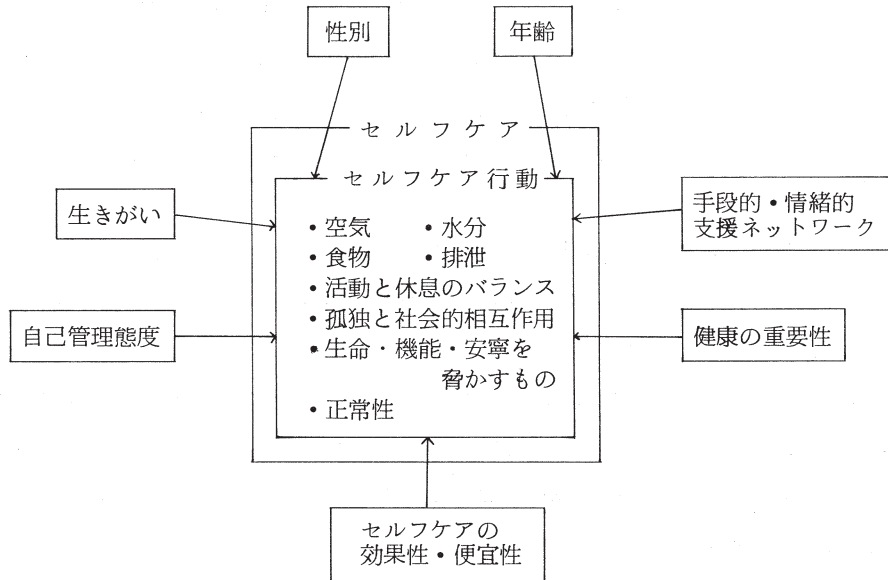 性別
年齢
セルフケア
セルフケア行動
生きがい
手段的・情緒的
支援ネットワーク
・空気 ・水分
・食物 ・排泄
・活動と休息のバランス
・孤独と社会的相互作用
・生命・機能・安寧を
脅かすもの
・正常性
自己管理態度
健康の重要性
セルフケアの
効果性・便宜性